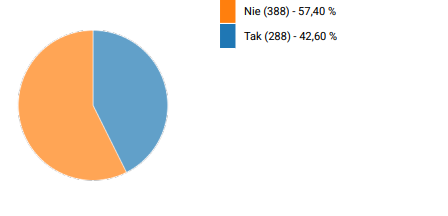 Nie (388) - 57,40 %
Tak (288) - 42,60 %